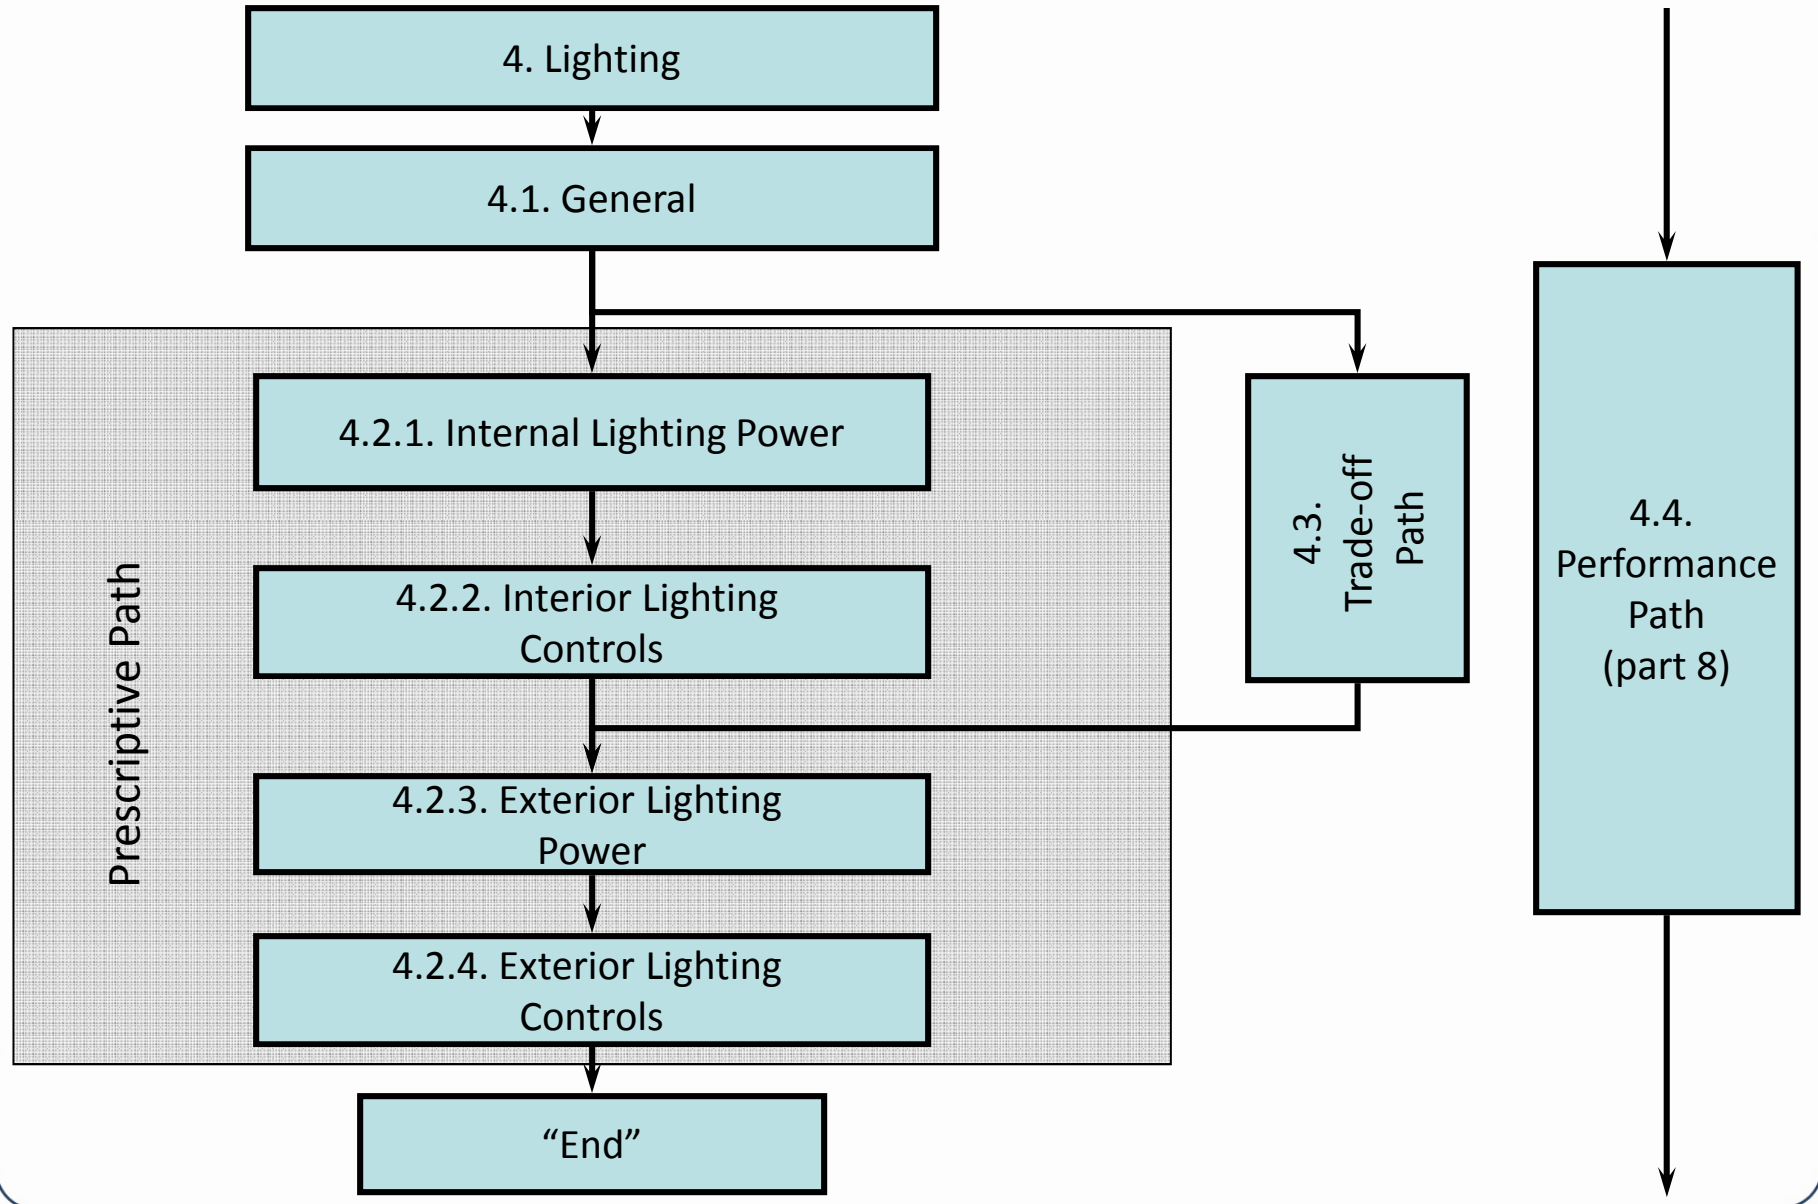 4. Lighting
4.1. General
Prescriptive Path
4.2.1. Internal Lighting Power
4.2.2. Interior Lighting
Controls
4.2.3. Exterior Lighting
Power
4.2.4. Exterior Lighting
Controls
“End”
4.3.
Trade-off
Path
4.4.
Performance
Path
(part 8)